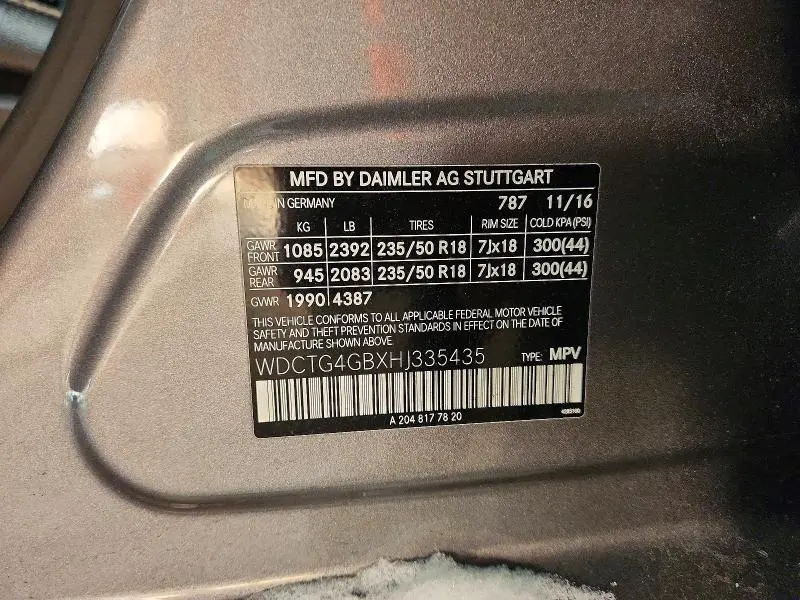 MFD BY DAIMLER AG STUTTGART
MADE IN GERMANY 787 11/16
KG LB TIRES RIM SIZE COLD KPA(PSI)
GAWR FRONT 1085 2392 235/50 R18 7Jx18 300(44)
GAWR REAR 945 2083 235/50 R18 7Jx18 300(44)
GVWR 1990 4387
THIS VEHICLE CONFORMS TO ALL APPLICABLE FEDERAL MOTOR VEHICLE
SAFETY AND THEFT STANDARDS IN EFFECT ON THE DATE OF
MANUFACTURE SHOWN ABOVE.
WDCTG4GBXHJ335435 TYPE: MPV
A 204 817 78 20